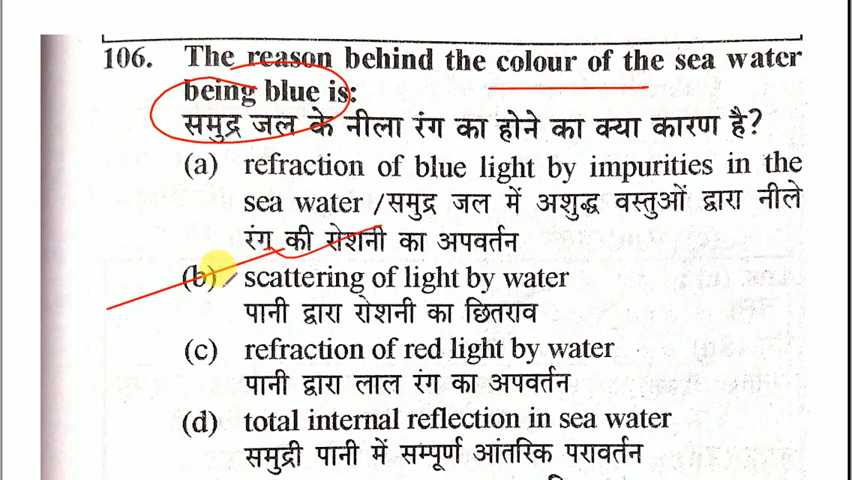 106. The reason behind the colour of the sea water
being blue is:
समुद्र जल के नीला रंग का होने का क्या कारण है?
(a) refraction of blue light by impurities in the
sea water /समुद्र जल में अशुद्ध वस्तुओं द्वारा नीले
रंग की रोशनी का अपवर्तन
(b) scattering of light by water
पानी द्वारा रोशनी का छितराव
(c) refraction of red light by water
पानी द्वारा लाल रंग का अपवर्तन
(d) total internal reflection in sea water
समुद्री पानी में सम्पूर्ण आंतरिक परावर्तन